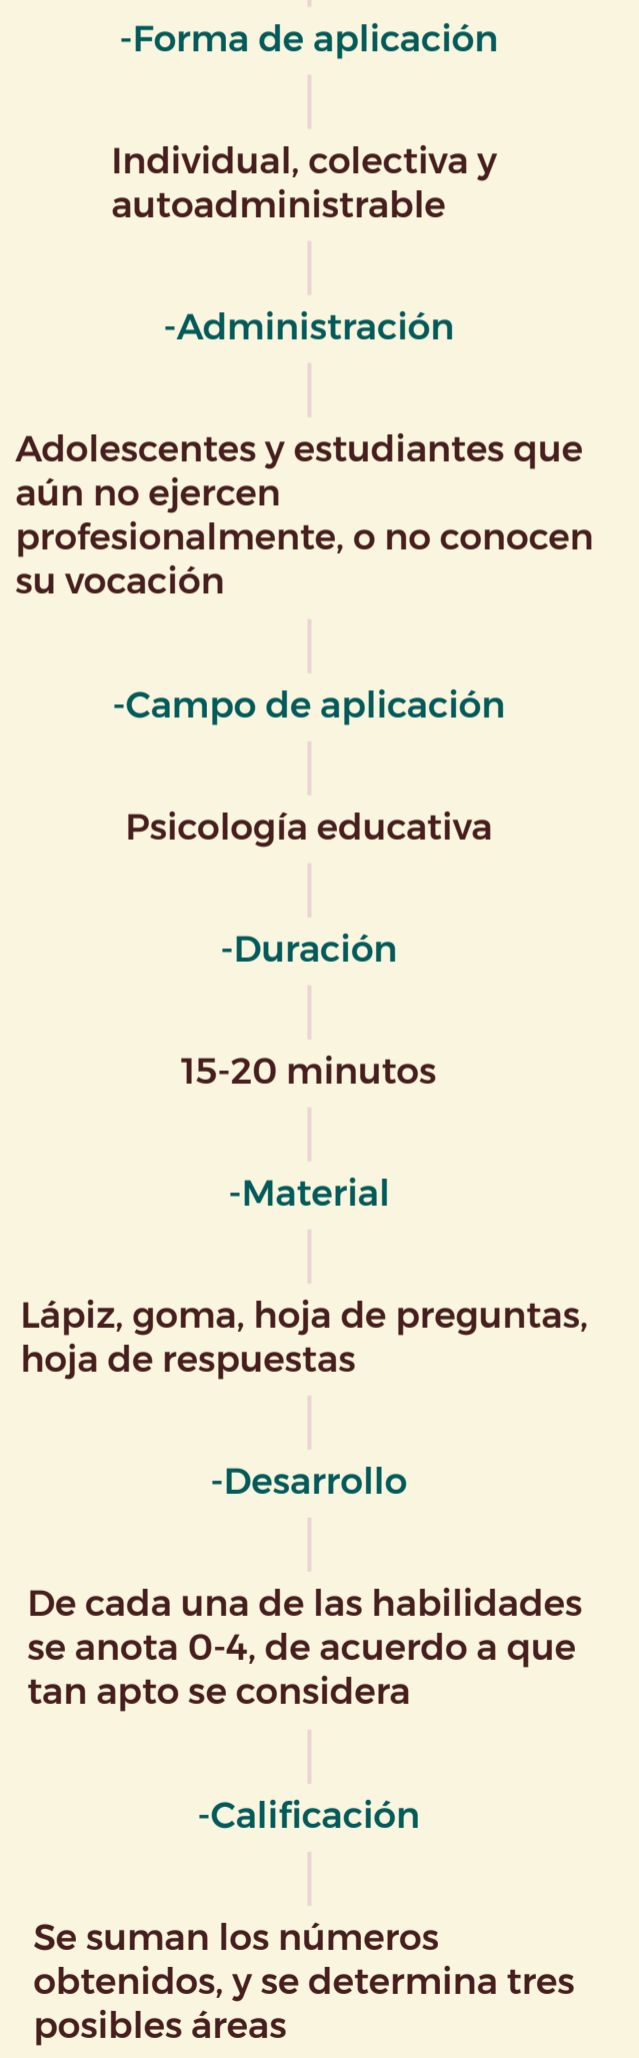 -Forma de aplicación
Individual, colectiva y
autoadministrable
-Administración
Adolescentes y estudiantes que
aún no ejercen
profesionalmente, o no conocen
su vocación
-Campo de aplicación
Psicología educativa
-Duración
15-20 minutos
-Material
Lápiz, goma, hoja de preguntas,
hoja de respuestas
-Desarrollo
De cada una de las habilidades
se anota 0-4, de acuerdo a que
tan apto se considera
-Calificación
Se suman los números
obtenidos, y se determina tres
posibles áreas